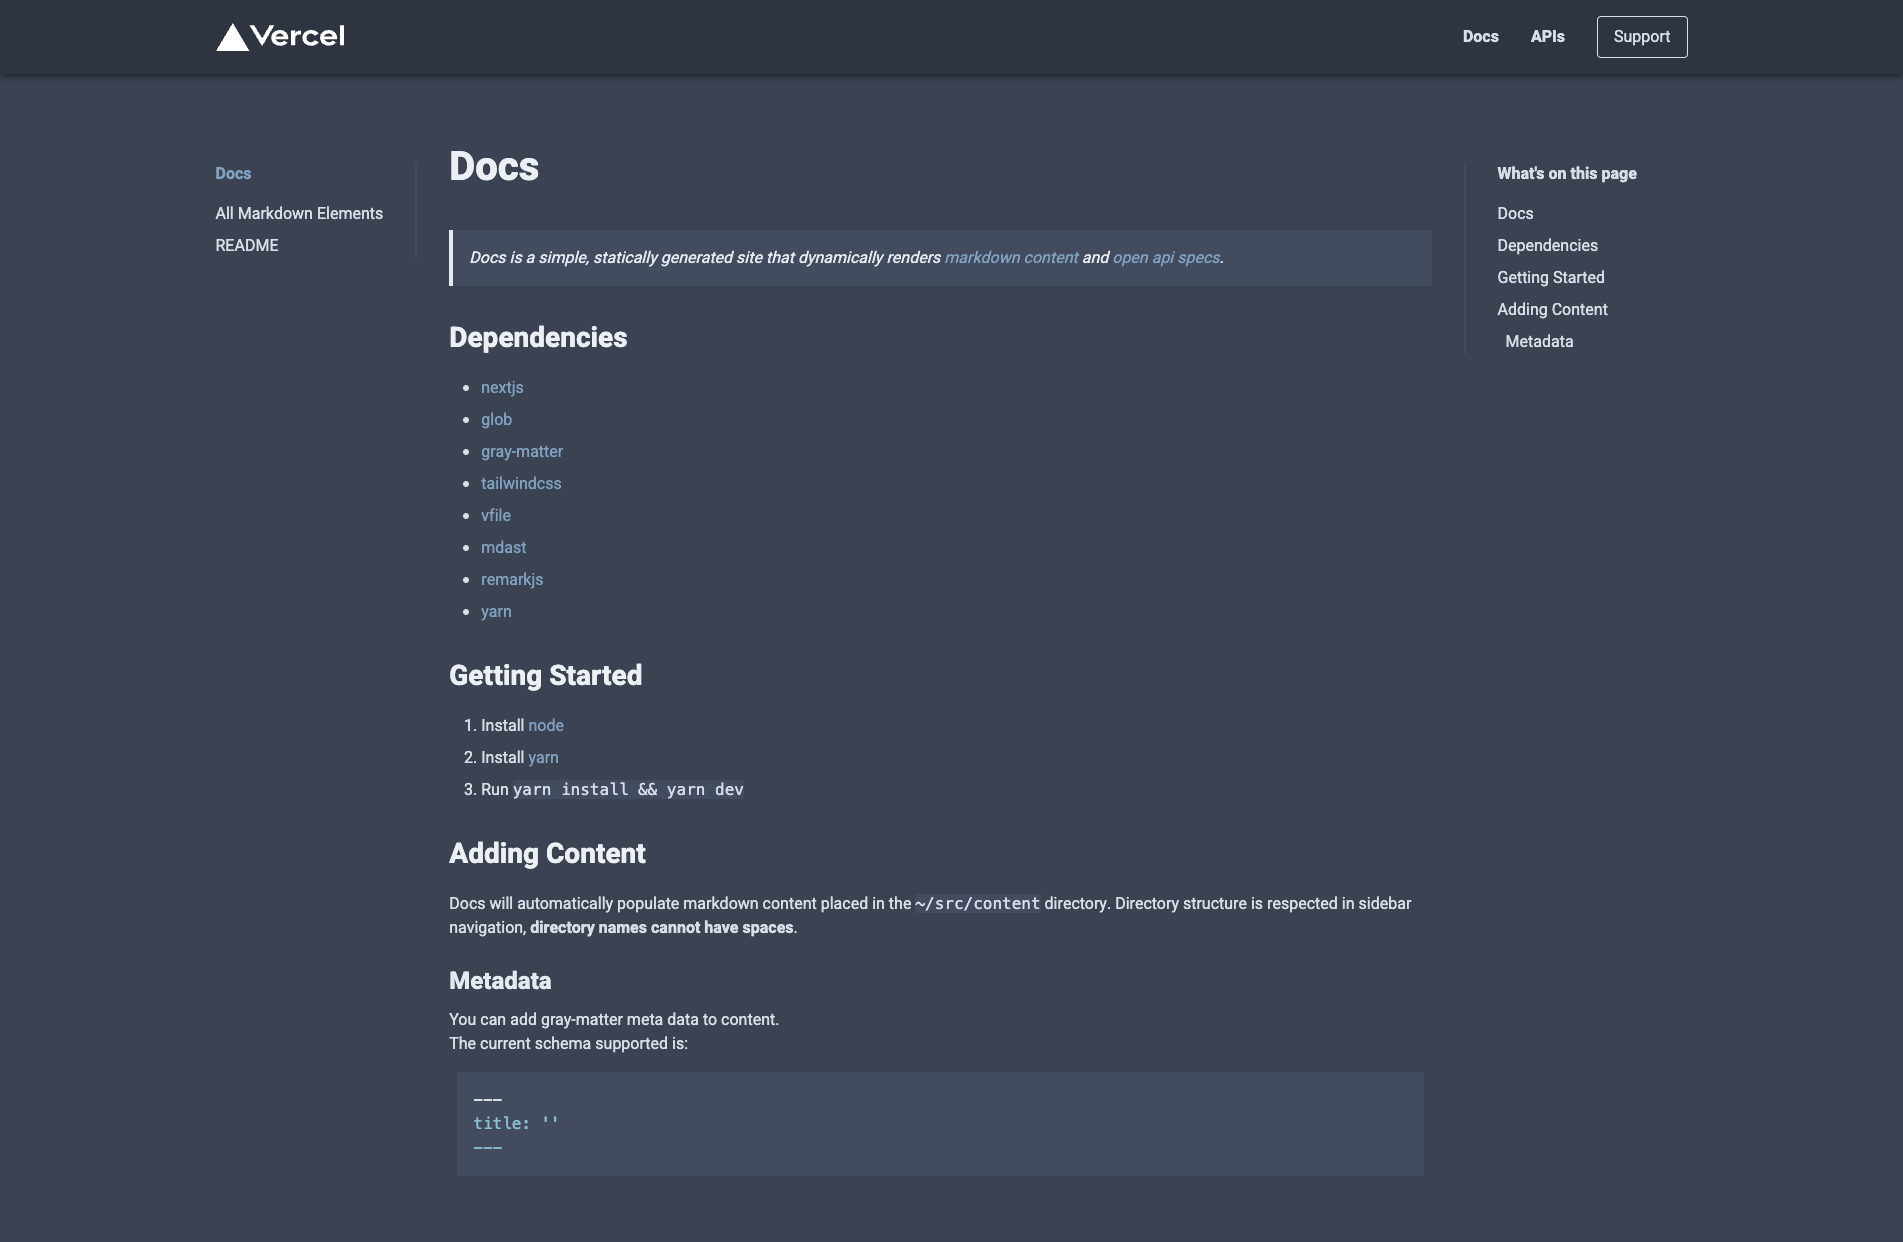 Vercel
Docs
APIs
Support
Docs
All Markdown Elements
README
Docs
Docs is a simple, statically generated site that dynamically renders markdown content and open api specs.
Dependencies
nextjs
glob
gray-matter
tailwindcss
vfile
mdast
remarkjs
yarn
Getting Started
1. Install node
2. Install yarn
3. Run yarn install && yarn dev
Adding Content
Docs will automatically populate markdown content placed in the ~/src/content directory. Directory structure is respected in sidebar
navigation, directory names cannot have spaces.
Metadata
You can add gray-matter meta data to content.
The current schema supported is:
---
title: ''
---
What's on this page
Docs
Dependencies
Getting Started
Adding Content
Metadata